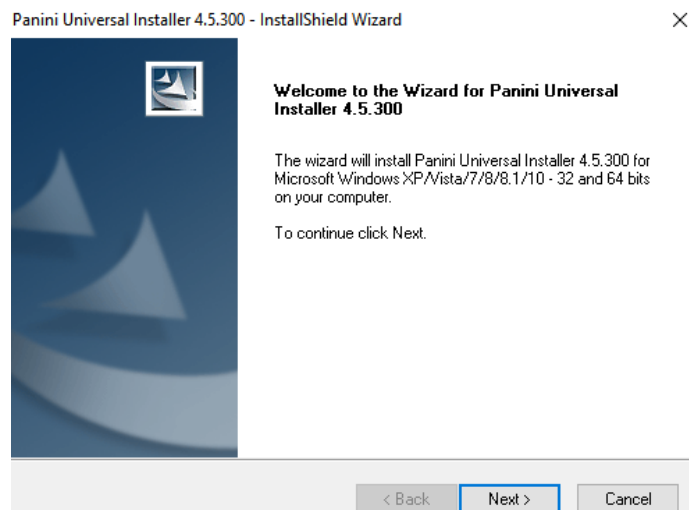 Panini Universal Installer 4.5.300 - InstallShield Wizard
Welcome to the Wizard for Panini Universal
Installer 4.5.300
The wizard will install Panini Universal Installer 4.5.300 for
Microsoft Windows XP/Vista/7/8/8.1/10 - 32 and 64 bits
on your computer.
To continue click Next.
< Back Next > Cancel